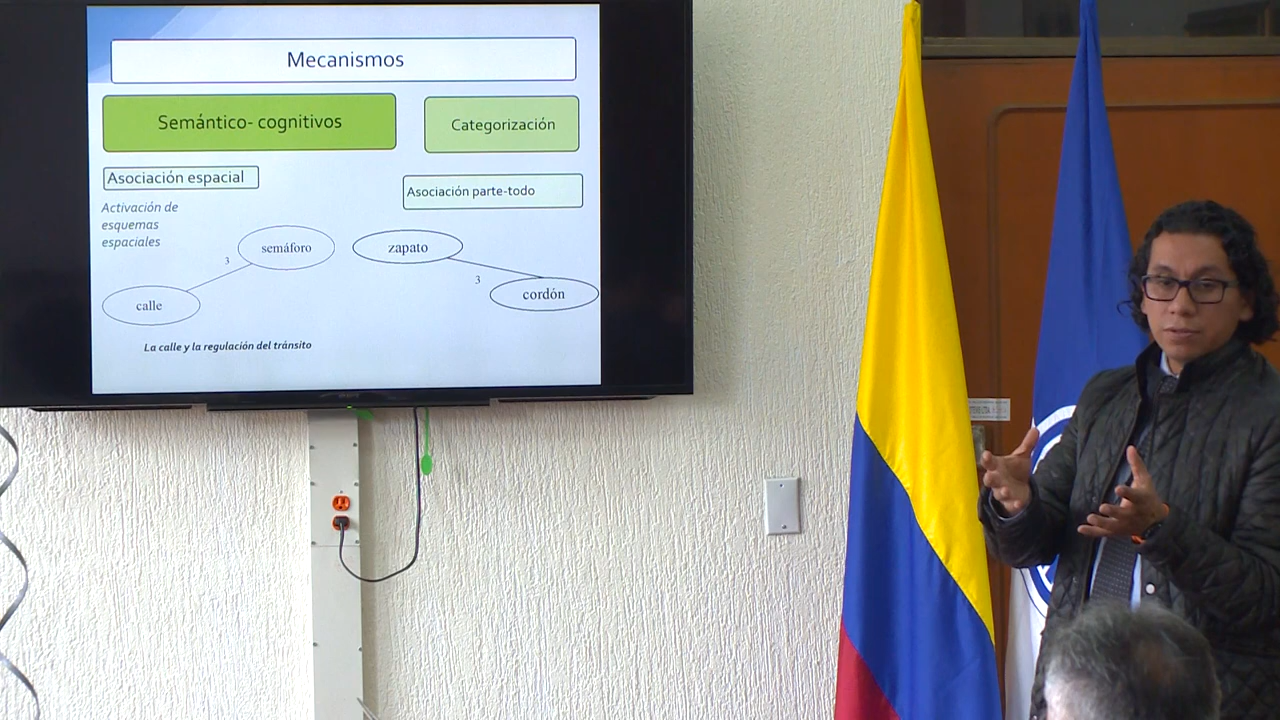 Mecanismos
Semántico- cognitivos
Categorización
Asociación espacial
Asociación parte-todo
Activación de
esquemas
espaciales
semáforo
zapato
3
3
cordón
calle
La calle y la regulación del tránsito